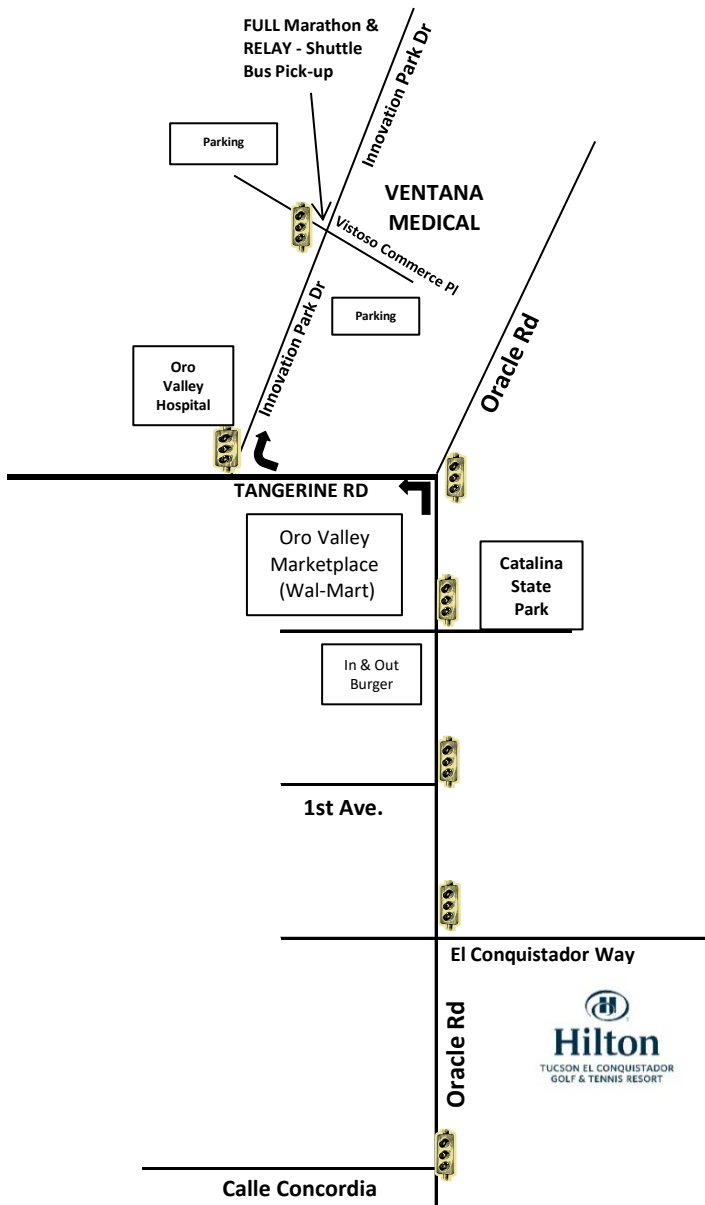 FULL Marathon &
RELAY - Shuttle
Bus Pick-up
Innovation Park Dr
Parking
VENTANA
MEDICAL
Vistoso Commerce Pl
Innovation Park Dr
Parking
Oracle Rd
Oro
Valley
Hospital
TANGERINE RD
Oro Valley
Marketplace
(Wal-Mart)
Catalina
State
Park
In & Out
Burger
1st Ave.
El Conquistador Way
Oracle Rd
H
Hilton
TUCSON EL CONQUISTADOR
GOLF & TENNIS RESORT
Calle Concordia